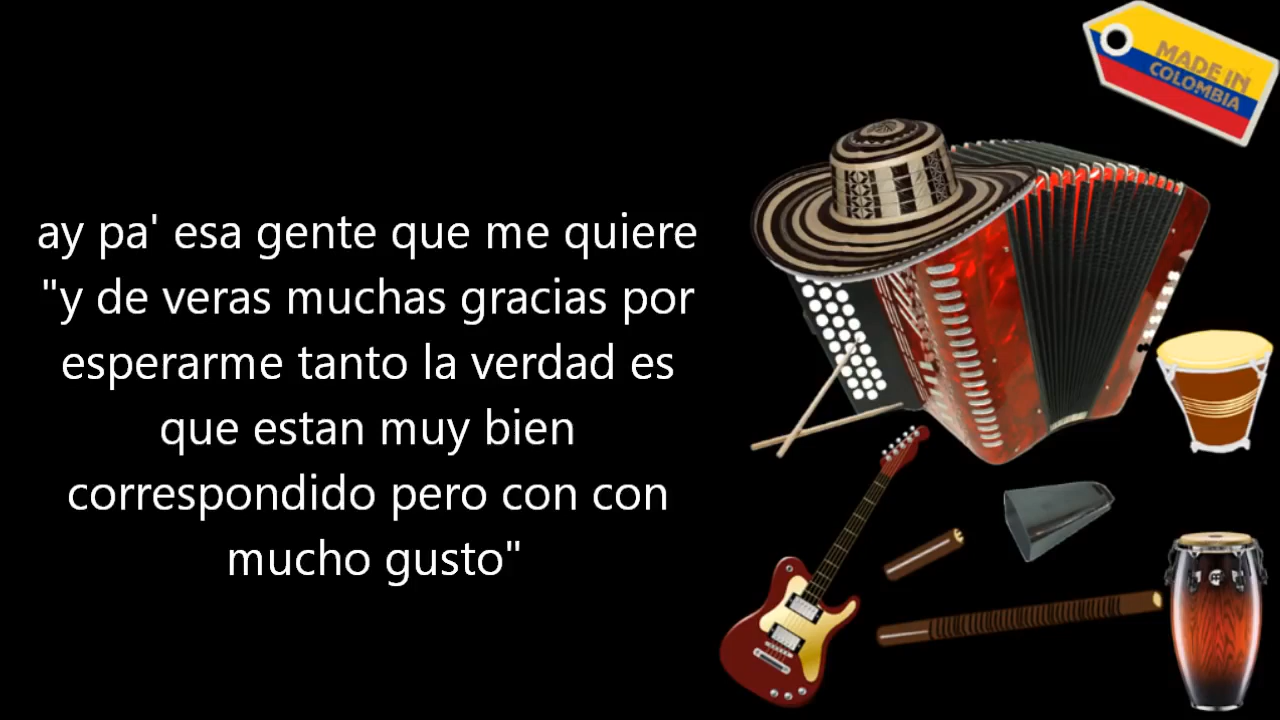 MADE IN
COLOMBIA
ay pa' esa gente que me quiere
"y de veras muchas gracias por
esperarme tanto la verdad es
que estan muy bien
correspondido pero con con
mucho gusto"